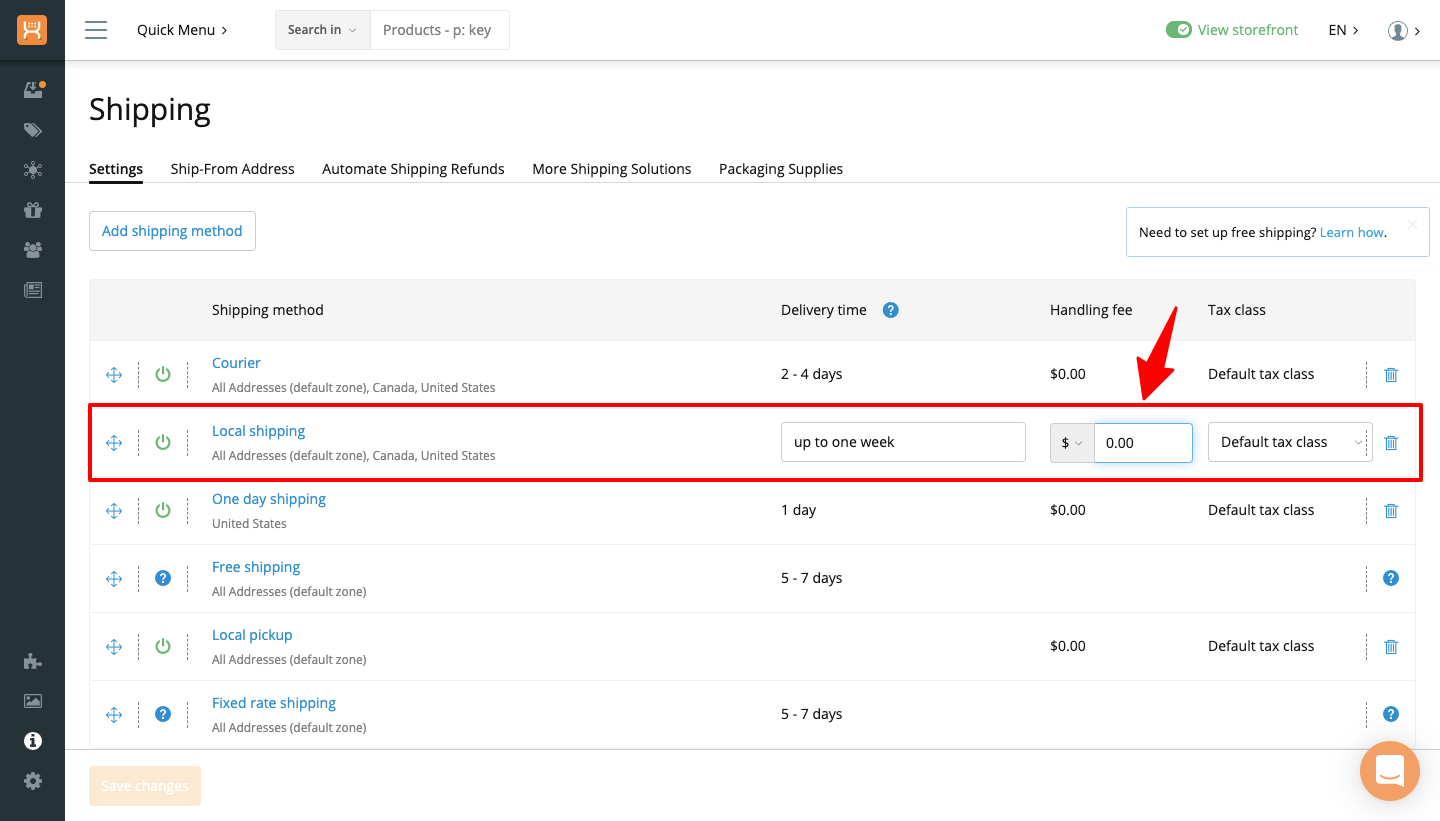 Quick Menu
Search in
Products - p: key
View storefront
EN
Shipping
Settings
Ship-From Address
Automate Shipping Refunds
More Shipping Solutions
Packaging Supplies
Add shipping method
Need to set up free shipping? Learn how.
Shipping method
Delivery time
?
Handling fee
Tax class
Courier
All Addresses (default zone), Canada, United States
2 - 4 days
$0.00
Default tax class
Local shipping
All Addresses (default zone), Canada, United States
up to one week
$
0.00
Default tax class
One day shipping
United States
1 day
$0.00
Default tax class
?
Free shipping
All Addresses (default zone)
5 - 7 days
?
Local pickup
All Addresses (default zone)
$0.00
Default tax class
?
Fixed rate shipping
All Addresses (default zone)
5 - 7 days
?
Save changes